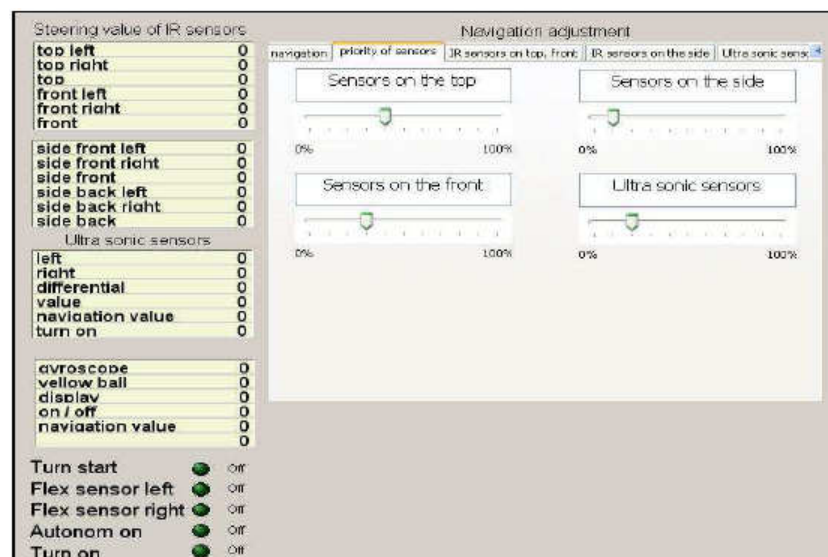 Steering value of IR sensors
top left 0
top right 0
top 0
front left 0
front right 0
front 0
side front left 0
side front right 0
side front 0
side back left 0
side back right 0
side back 0
Ultra sonic sensors
left 0
right 0
differential 0
value 0
navigation value 0
turn on 0
gyroscope 0
yellow ball 0
display 0
on / off 0
navigation value 0
0
Turn start Off
Flex sensor left Off
Flex sensor right Off
Autonom on Off
Turn on Off
Navigation adjustment
navigation priority of sensors IR sensors on top, front IR sensors on the side Ultra sonic sens
Sensors on the top
0% 100%
Sensors on the side
0% 100%
Sensors on the front
0% 100%
Ultra sonic sensors
0% 100%